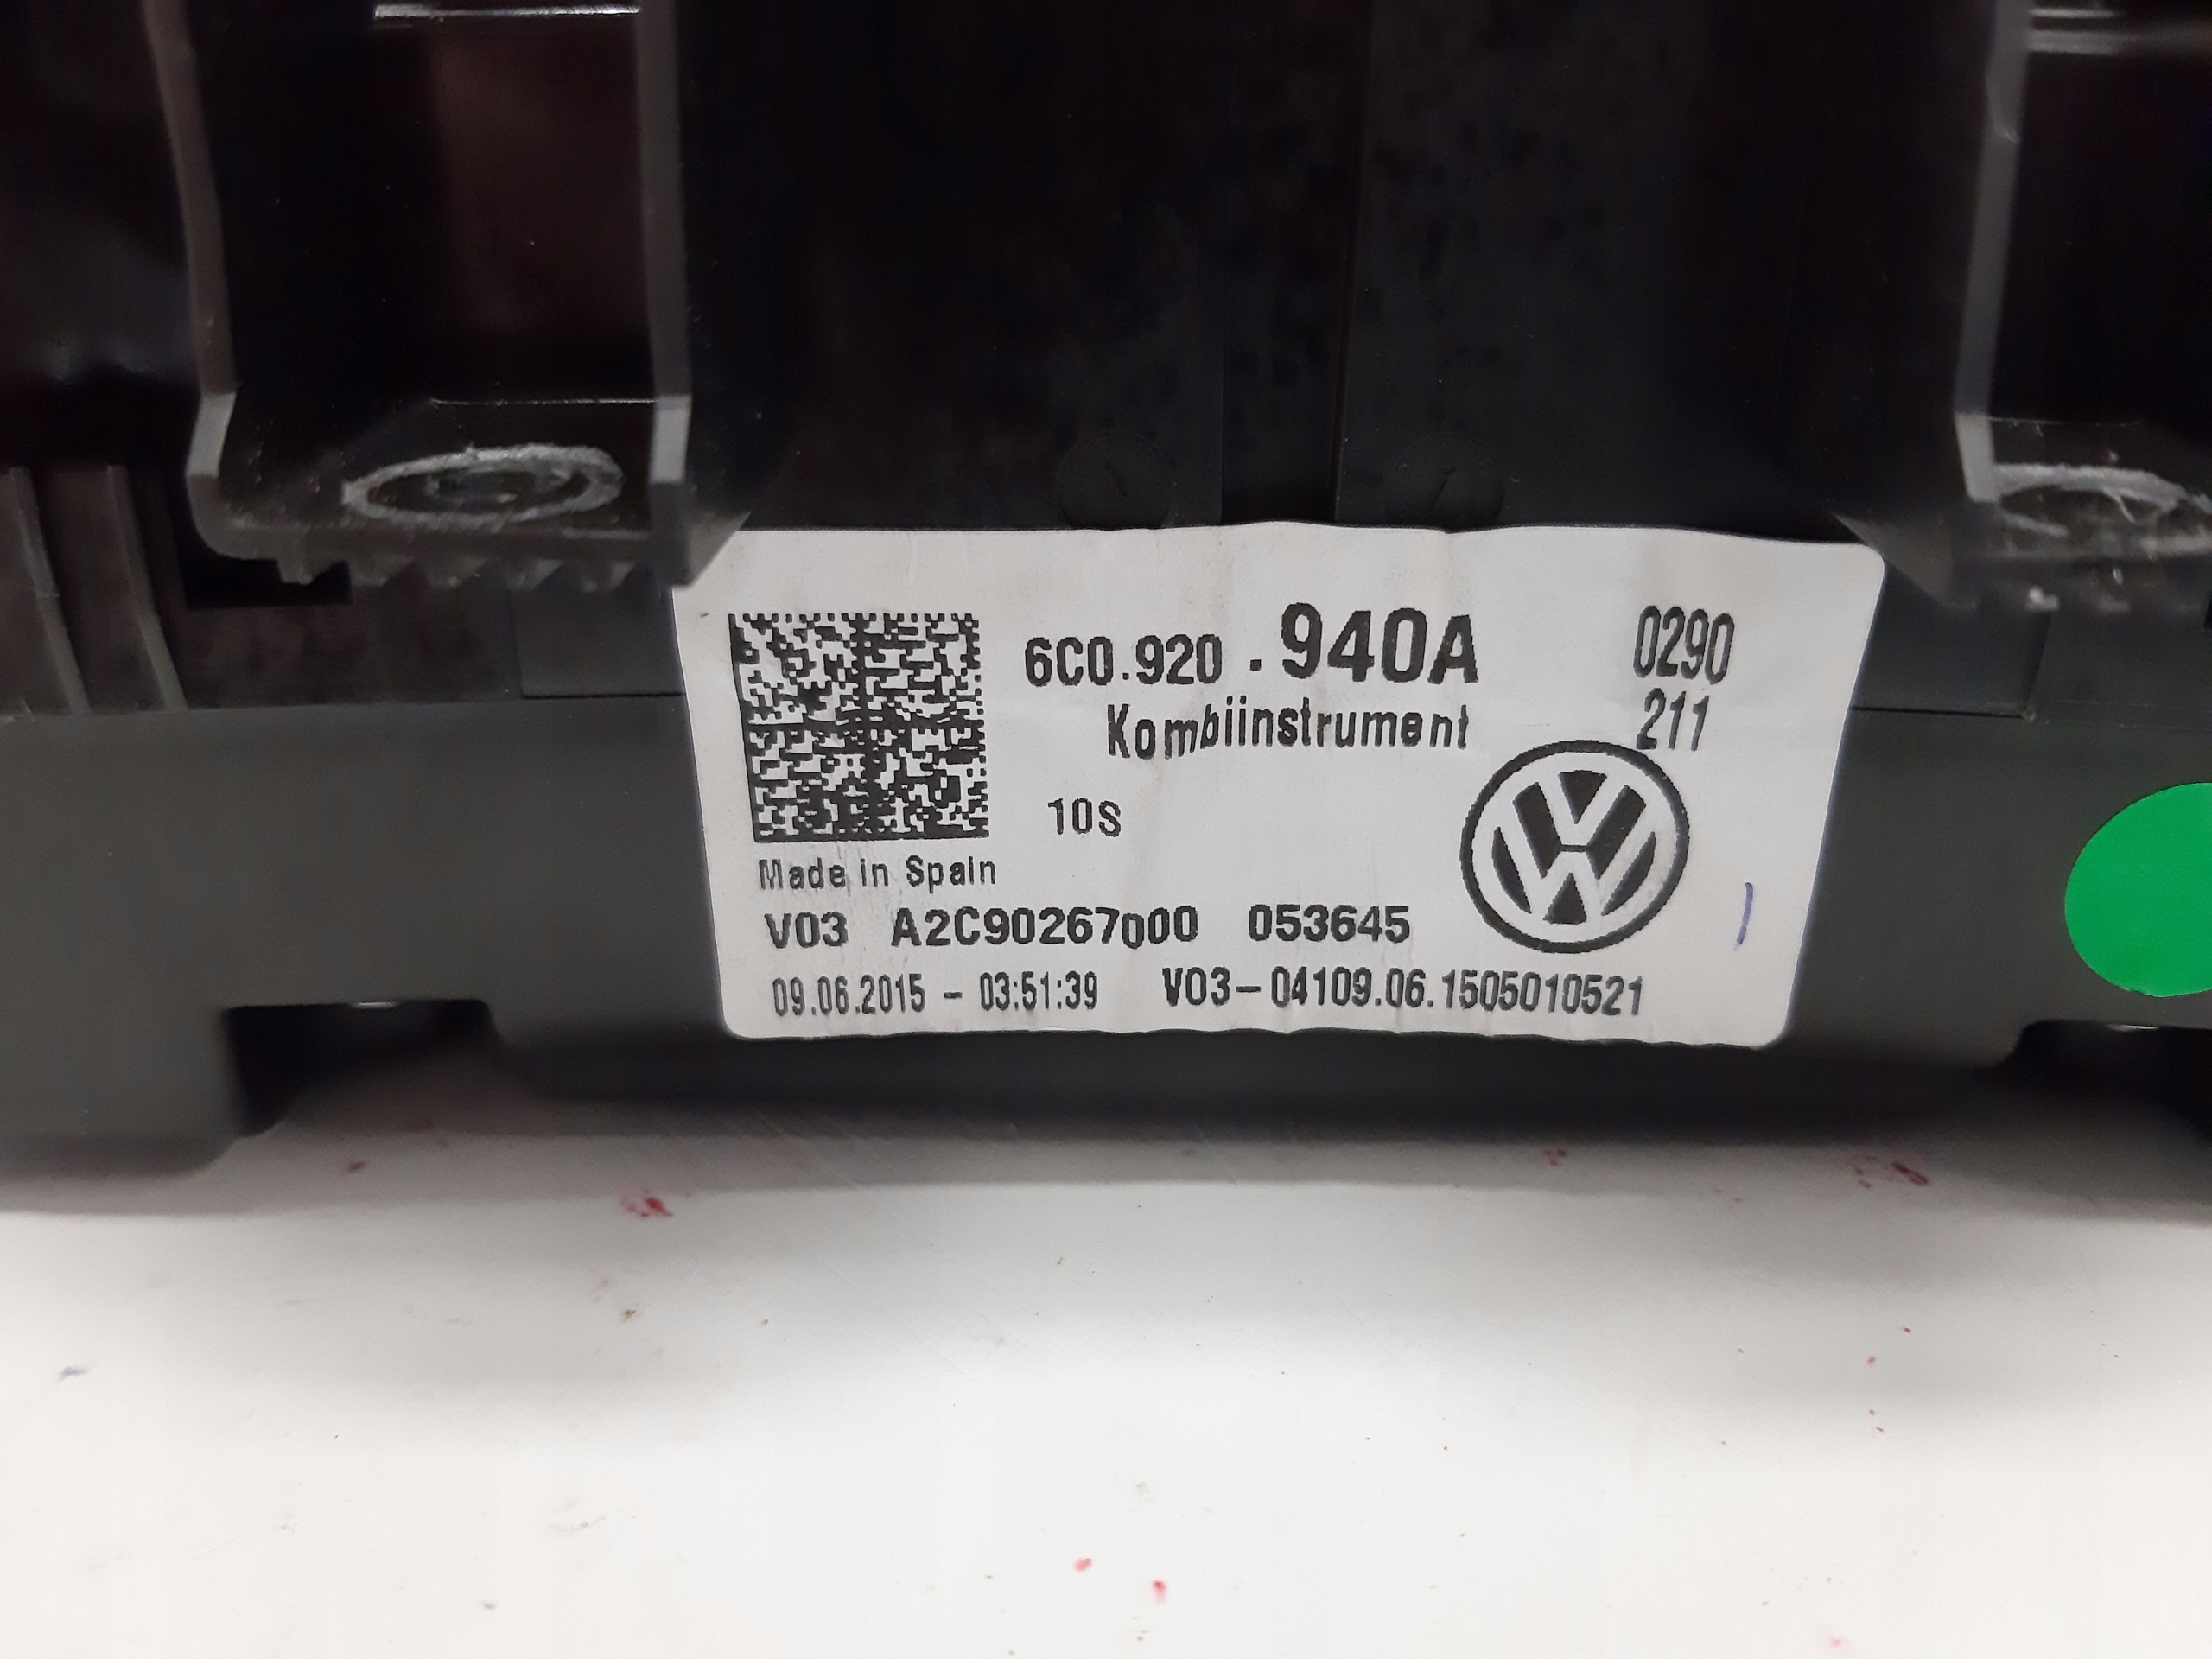 6C0.920 .940A 0290
Kombiinstrument 211
10S
Made in Spain
V03 A2C90267000 053645
09.06.2015 - 03:51:39 V03-04109.06.1505010521